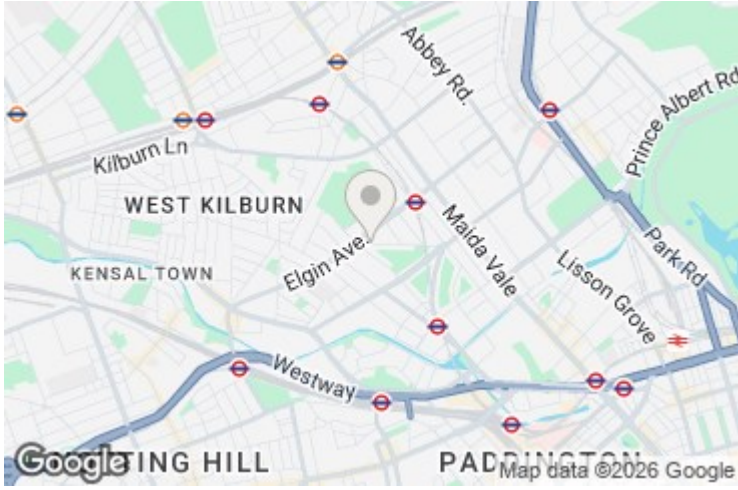 Abbey Rd.
Prince Albert Rd
Kilburn Ln
WEST KILBURN
Elgin Ave.
Maida Vale
Park Rd
KENSAL TOWN
Lisson Grove
Westway
Google
TING HILL
PADDINGTON
Map data ©2026 Google